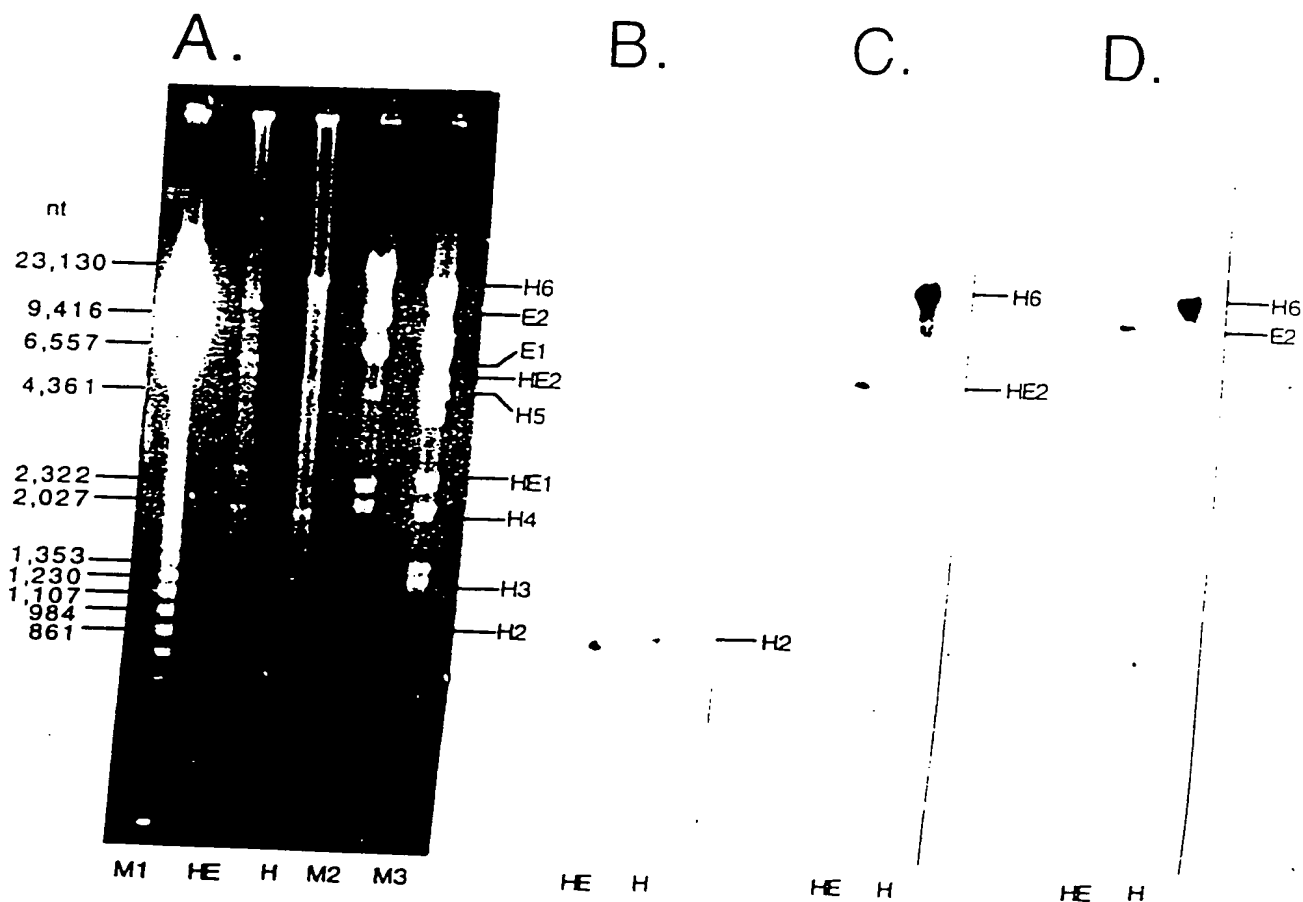 A.
B.
C.
D.
nt
23,130
9,416
6,557
4,361
2,322
2,027
1,353
1,230
1,107
984
861
H6
E2
E1
HE2
H5
HE1
H4
H3
H2
H2
H6
HE2
H6
E2
M1 HE H M2 M3
HE H
HE H
HE H